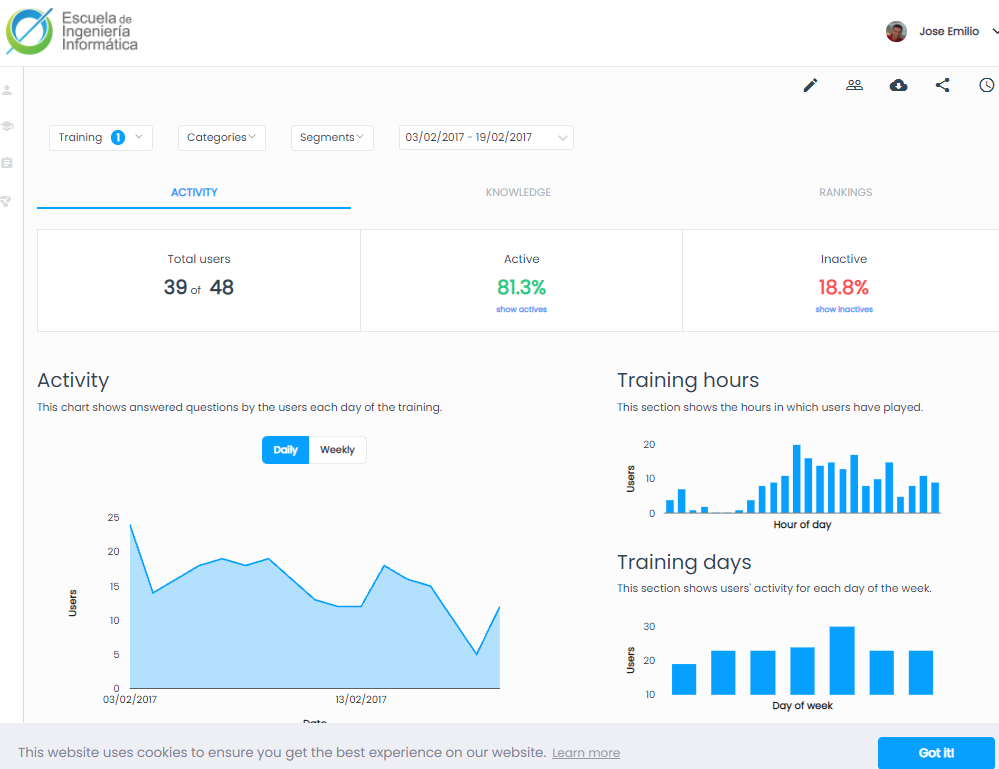 Escuela de
Ingeniería
Informática
Jose Emilio
Training 1
Categories
Segments
03/02/2017 - 19/02/2017
ACTIVITY
KNOWLEDGE
RANKINGS
Total users
39 of 48
Active
81.3%
show actives
Inactive
18.8%
show inactives
Activity
This chart shows answered questions by the users each day of the training.
Daily
Weekly
25
20
15
10
5
0
Users
03/02/2017
13/02/2017
Date
Training hours
This section shows the hours in which users have played.
20
10
0
Users
Hour of day
Training days
This section shows users' activity for each day of the week.
30
20
10
Users
Day of week
This website uses cookies to ensure you get the best experience on our website. Learn more
Got it!